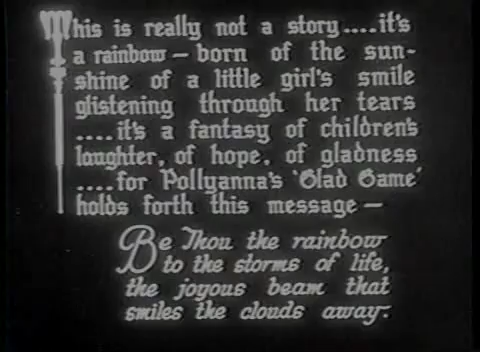 This is really not a story....it's
a rainbow — born of the sun-
shine of a little girl's smile
glistening through her tears
....it's a fantasy of children's
laughter, of hope, of gladness
....for Pollyanna's 'Glad Game'
holds forth this message —
Be Thou the rainbow
to the storms of life,
the joyous beam that
smiles the clouds away.